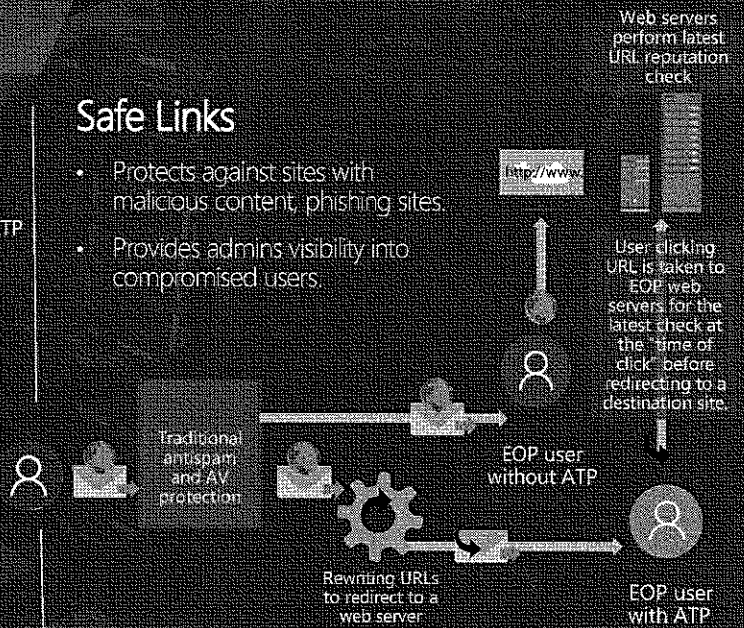 Web servers
perform latest
URL reputation
check
Safe Links
• Protects against sites with
malicious content, phishing sites.
• Provides admins visibility into
compromised users.
TP
http://www.
User clicking
URL is taken to
EOP web
servers for the
latest check at
the "time of
click" before
redirecting to a
destination site.
Traditional
antispam
and AV
protection
EOP user
without ATP
Rewriting URLs
to redirect to a
web server
EOP user
with ATP